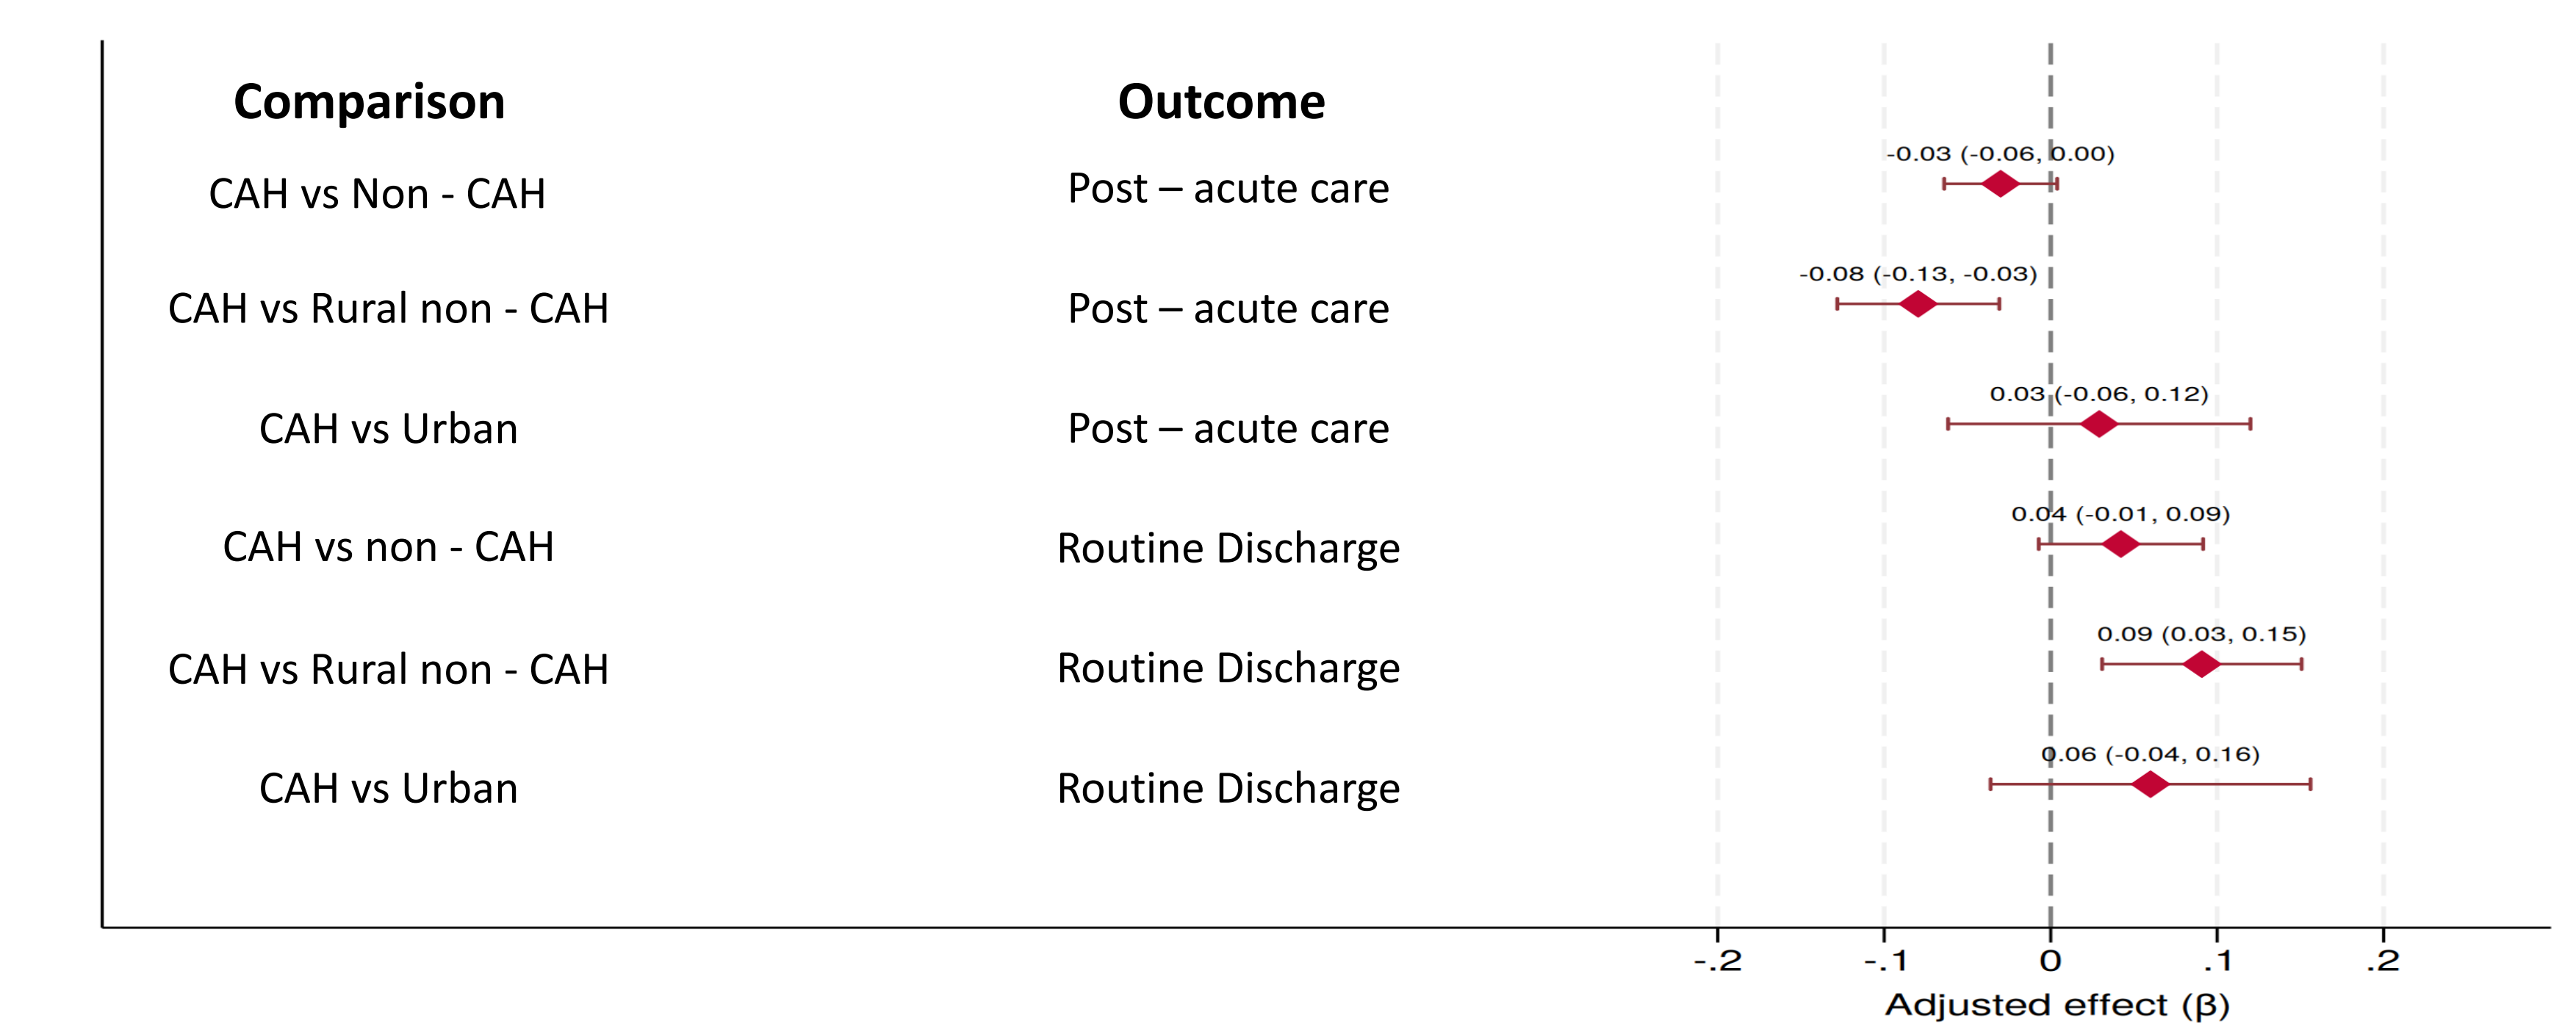 Comparison Outcome
-0.03 (-0.06, 0.00)
CAH vs Non - CAH Post – acute care
-0.08 (-0.13, -0.03)
CAH vs Rural non - CAH Post – acute care
0.03 (-0.06, 0.12)
CAH vs Urban Post – acute care
0.04 (-0.01, 0.09)
CAH vs non - CAH Routine Discharge
0.09 (0.03, 0.15)
CAH vs Rural non - CAH Routine Discharge
0.06 (-0.04, 0.16)
CAH vs Urban Routine Discharge
-.2 -.1 0 .1 .2
Adjusted effect (β)